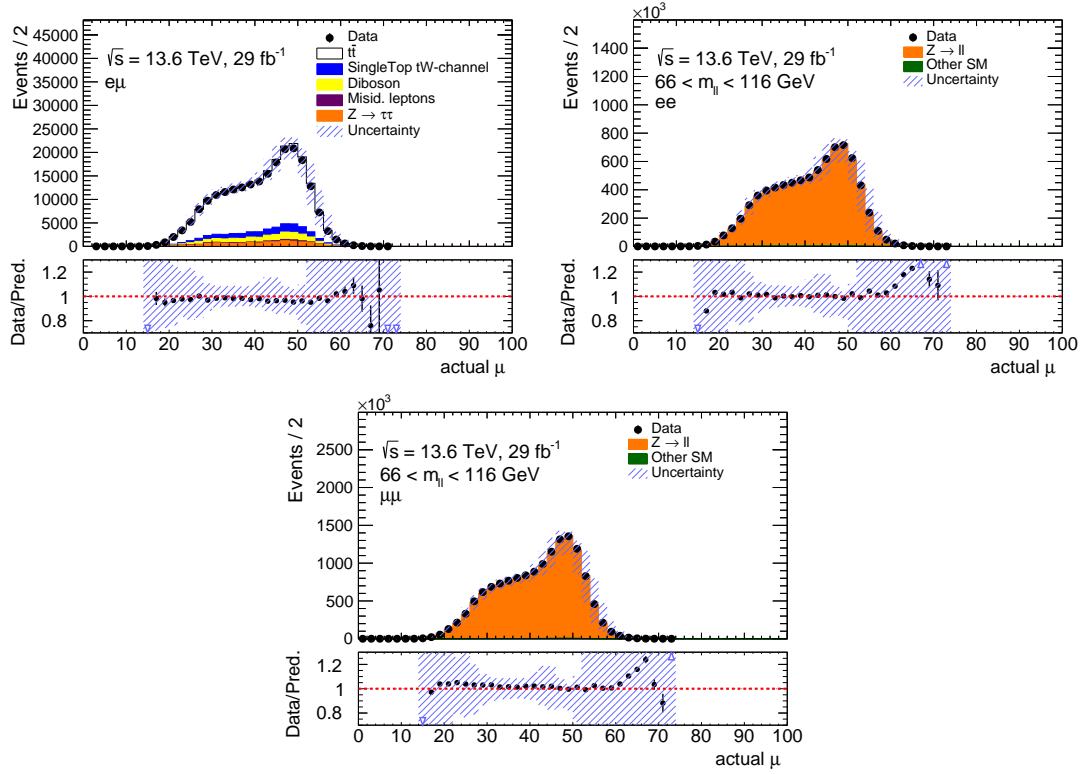 Events / 2
45000
40000
35000
30000
25000
20000
15000
10000
5000
0
√s = 13.6 TeV, 29 fb⁻¹
eμ
Data
tt̄
SingleTop tW-channel
Diboson
Misid. leptons
Z → ττ
Uncertainty
Data/Pred.
1.2
1
0.8
0 10 20 30 40 50 60 70 80 90 100
actual μ
×10³
Events / 2
1600
1400
1200
1000
800
600
400
200
0
√s = 13.6 TeV, 29 fb⁻¹
66 < m_ll < 116 GeV
ee
Data
Z → ll
Other SM
Uncertainty
Data/Pred.
1.2
1
0.8
0 10 20 30 40 50 60 70 80 90 100
actual μ
×10³
Events / 2
2500
2000
1500
1000
500
0
√s = 13.6 TeV, 29 fb⁻¹
66 < m_ll < 116 GeV
μμ
Data
Z → ll
Other SM
Uncertainty
Data/Pred.
1.2
1
0.8
0 10 20 30 40 50 60 70 80 90 100
actual μ